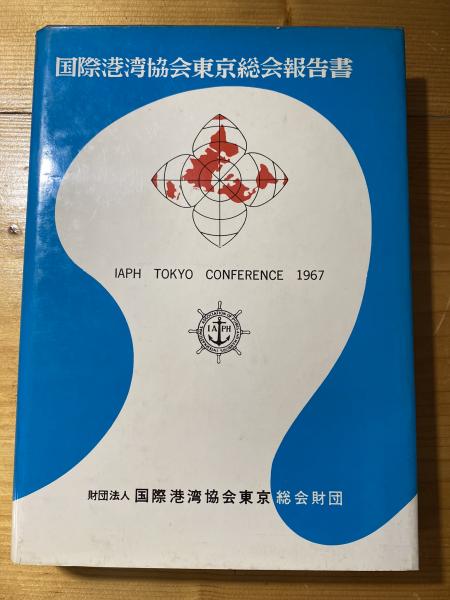 国際港湾協会東京総会報告書
IAPH TOKYO CONFERENCE 1967
IAPH
財団法人 国際港湾協会東京総会財団